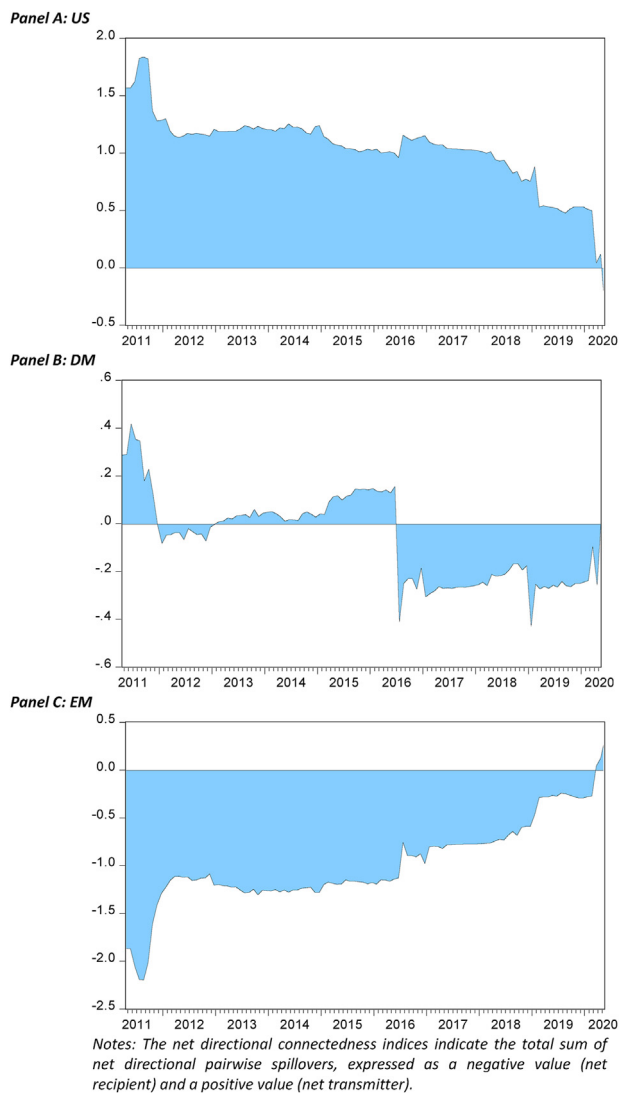 Panel A: US
2.0
1.5
1.0
0.5
0.0
-0.5
2011 2012 2013 2014 2015 2016 2017 2018 2019 2020
Panel B: DM
.6
.4
.2
.0
-.2
-.4
-.6
2011 2012 2013 2014 2015 2016 2017 2018 2019 2020
Panel C: EM
0.5
0.0
-0.5
-1.0
-1.5
-2.0
-2.5
2011 2012 2013 2014 2015 2016 2017 2018 2019 2020
Notes: The net directional connectedness indices indicate the total sum of
net directional pairwise spillovers, expressed as a negative value (net
recipient) and a positive value (net transmitter).